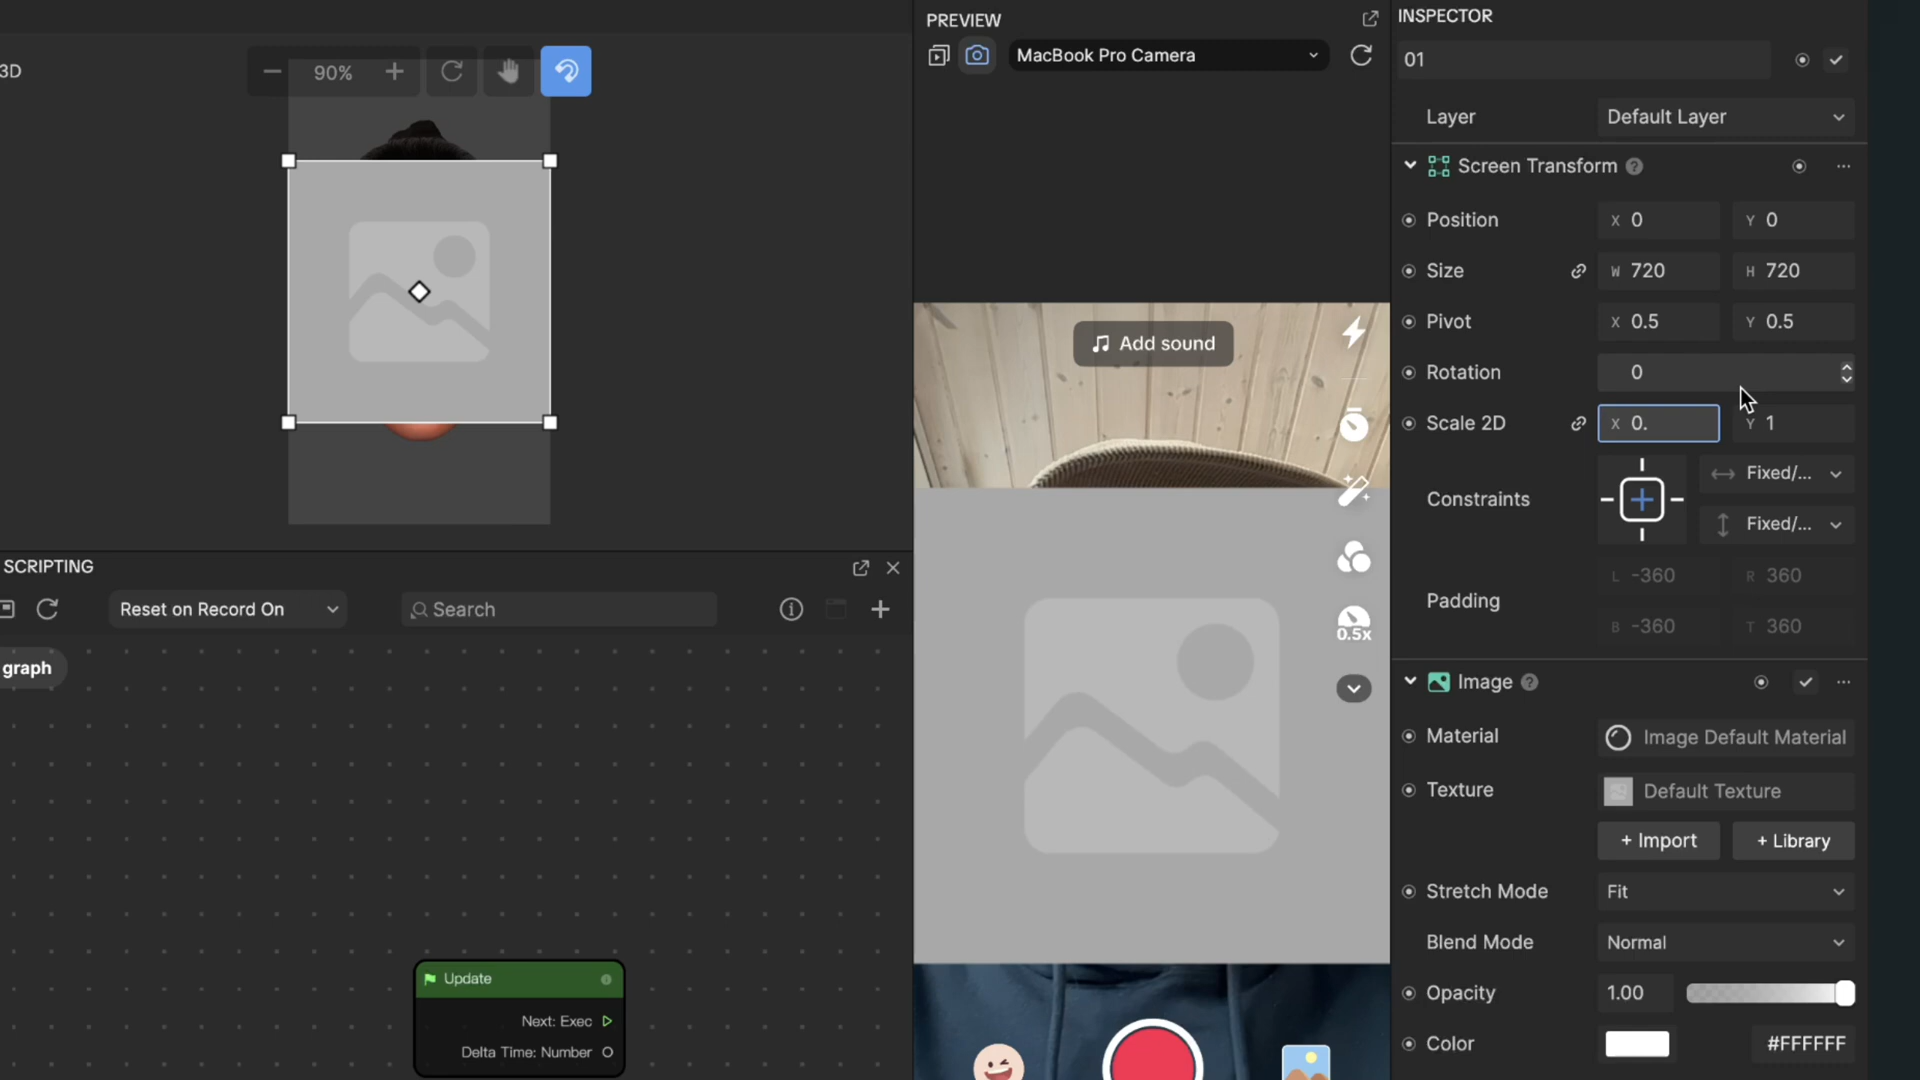 3D
90%
SCRIPTING
Reset on Record On
Search
graph
Update
Next: Exec
Delta Time: Number
PREVIEW
MacBook Pro Camera
Add sound
0.5x
INSPECTOR
01
Layer Default Layer
Screen Transform ?
Position X 0 Y 0
Size W 720 H 720
Pivot X 0.5 Y 0.5
Rotation 0
Scale 2D X 0. Y 1
Constraints Fixed/...
Fixed/...
Padding L -360 R 360
B -360 T 360
Image ?
Material Image Default Material
Texture Default Texture
+ Import + Library
Stretch Mode Fit
Blend Mode Normal
Opacity 1.00
Color #FFFFFF